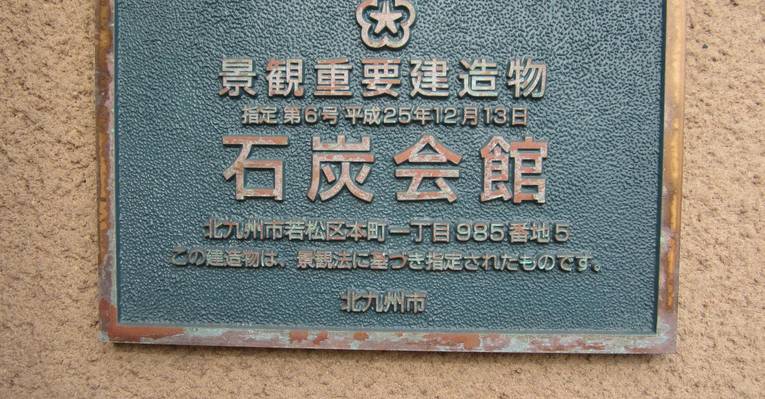 景観重要建造物
指定 第6号 平成25年12月13日
石炭会館
北九州市若松区本町一丁目985番地5
この建造物は、景観法に基づき指定されたものです。
北九州市